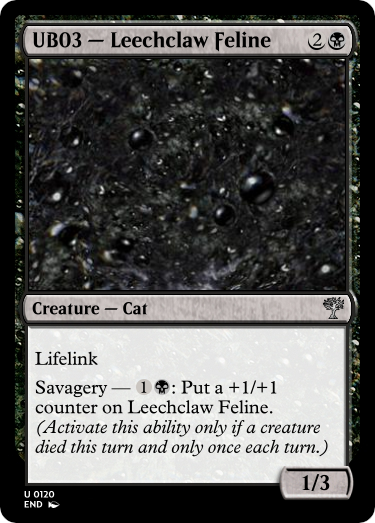 UB03 — Leechclaw Feline 2
Creature — Cat
Lifelink
Savagery — 1 : Put a +1/+1
counter on Leechclaw Feline.
(Activate this ability only if a creature
died this turn and only once each turn.)
1/3
U 0120
END